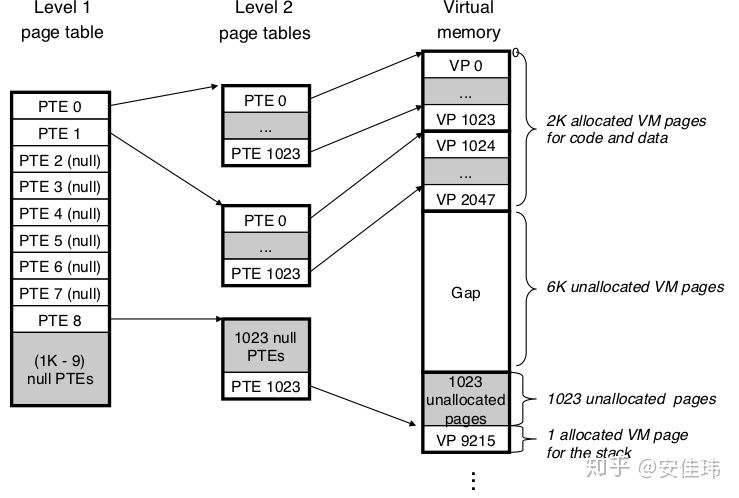 Level 1
page table
Level 2
page tables
Virtual
memory
PTE 0
PTE 1
PTE 2 (null)
PTE 3 (null)
PTE 4 (null)
PTE 5 (null)
PTE 6 (null)
PTE 7 (null)
PTE 8
(1K - 9)
null PTEs
PTE 0
...
PTE 1023
PTE 0
...
PTE 1023
1023 null
PTEs
PTE 1023
0
VP 0
...
VP 1023
VP 1024
...
VP 2047
Gap
1023
unallocated
pages
VP 9215
2K allocated VM pages
for code and data
6K unallocated VM pages
1023 unallocated pages
1 allocated VM page
for the stack
知乎 @安佳玮